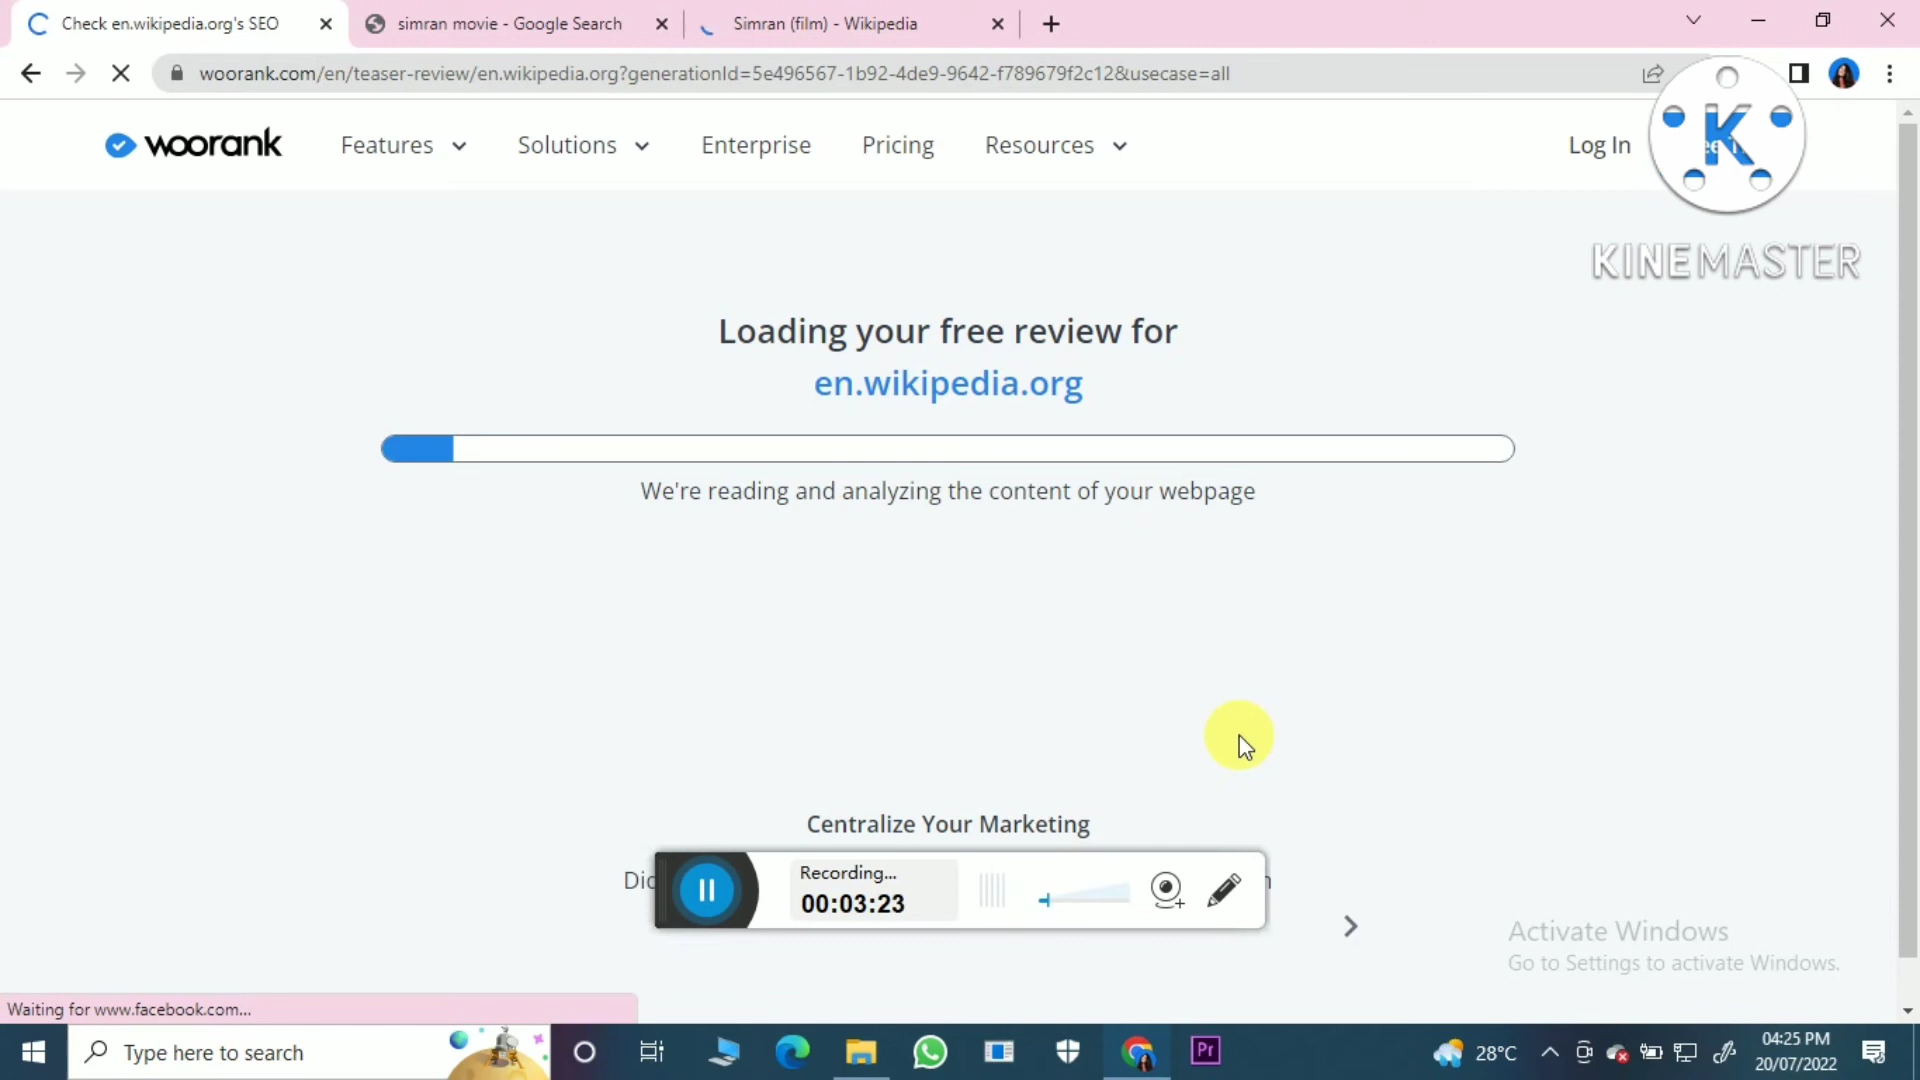 Check en.wikipedia.org's SEO
simran movie - Google Search
Simran (film) - Wikipedia
woorank.com/en/teaser-review/en.wikipedia.org?generationId=5e496567-1b92-4de9-9642-f789679f2c12&usecase=all
woorank
Features
Solutions
Enterprise
Pricing
Resources
Log In
K
KINEMASTER
Loading your free review for
en.wikipedia.org
We're reading and analyzing the content of your webpage
Centralize Your Marketing
Recording...
00:03:23
Activate Windows
Go to Settings to activate Windows.
Waiting for www.facebook.com...
Type here to search
Pr
28°C
04:25 PM
20/07/2022